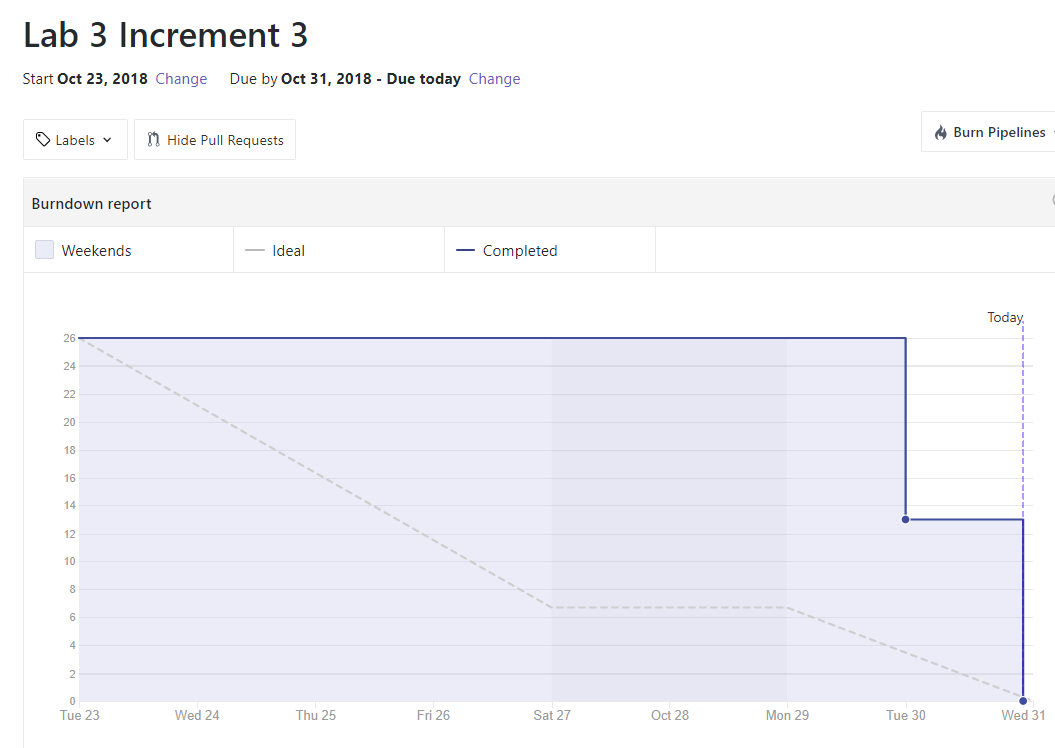 Lab 3 Increment 3
Start Oct 23, 2018 Change Due by Oct 31, 2018 - Due today Change
Labels Hide Pull Requests Burn Pipelines
Burndown report
Weekends Ideal Completed
Today
26
24
22
20
18
16
14
12
10
8
6
4
2
0
Tue 23 Wed 24 Thu 25 Fri 26 Sat 27 Oct 28 Mon 29 Tue 30 Wed 31